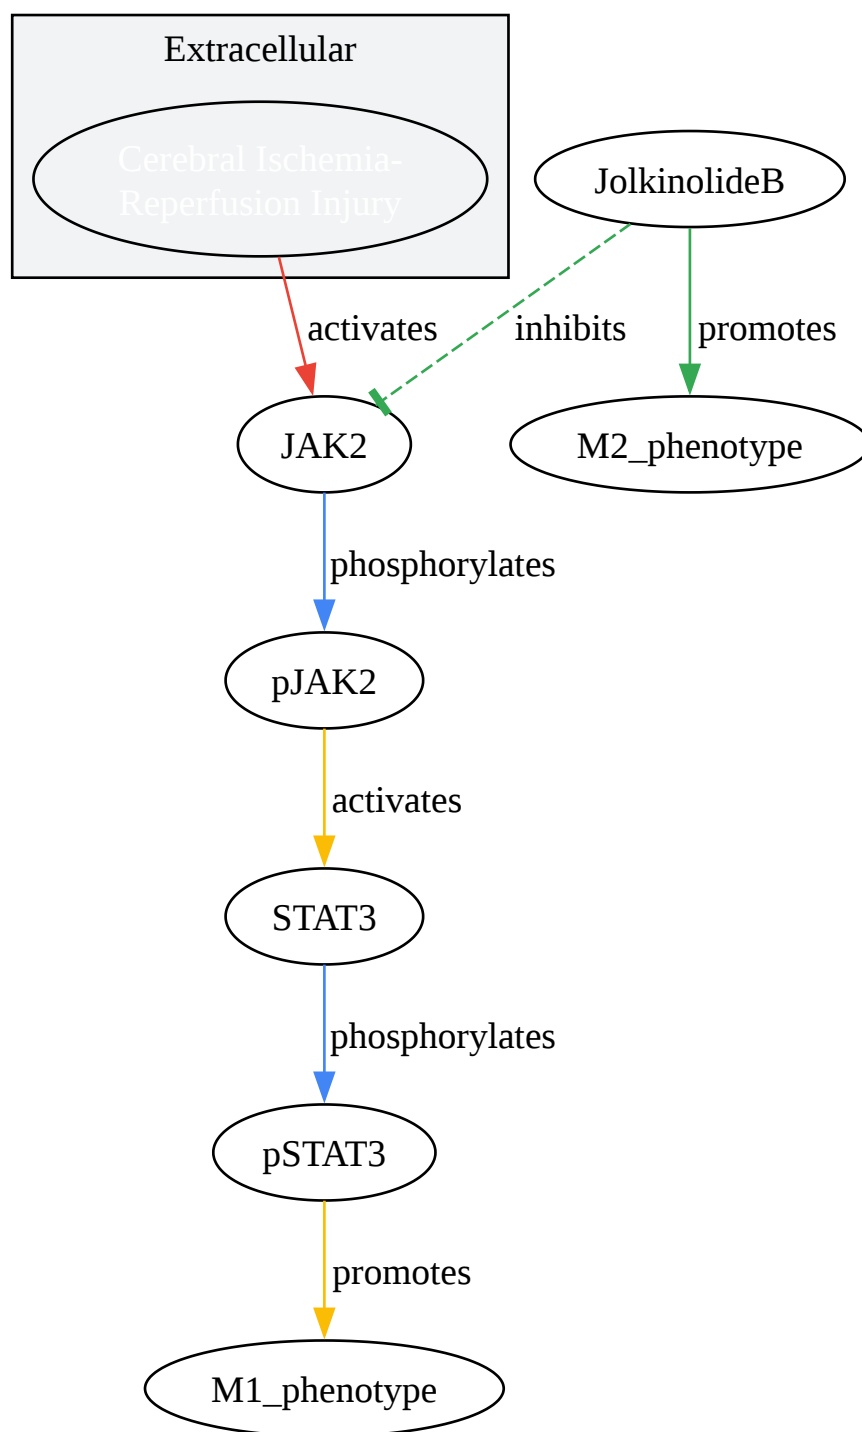 Extracellular
Cerebral Ischemia-
Reperfusion Injury
JolkinolideB
activates
inhibits
promotes
JAK2
M2_phenotype
phosphorylates
pJAK2
activates
STAT3
phosphorylates
pSTAT3
promotes
M1_phenotype